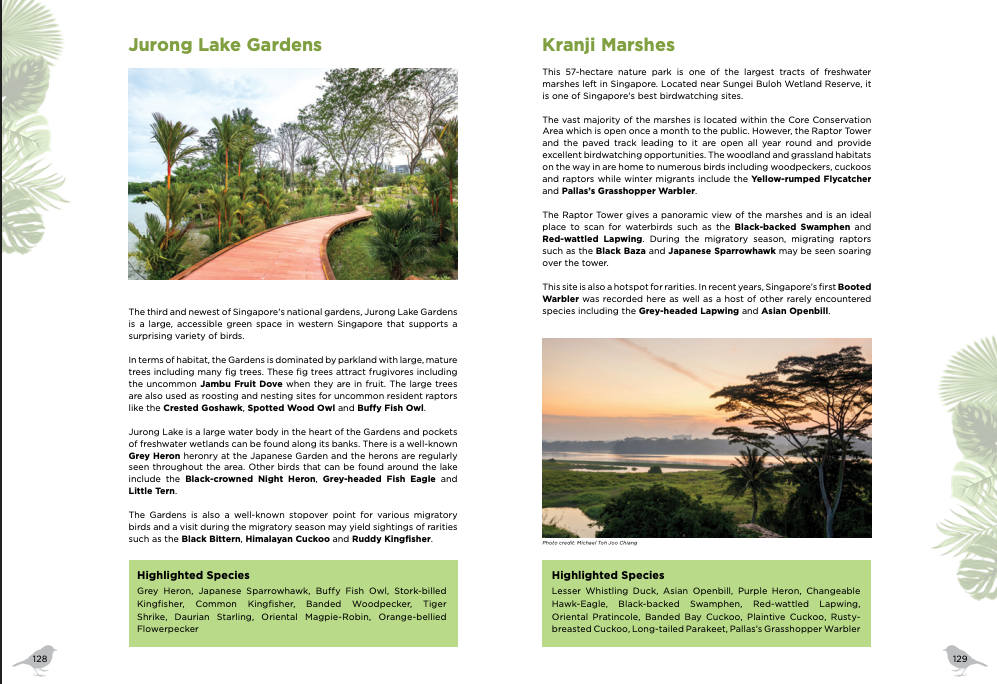 Jurong Lake Gardens
The third and newest of Singapore's national gardens, Jurong Lake Gardens
is a large, accessible green space in western Singapore that supports a
surprising variety of birds.
In terms of habitat, the Gardens is dominated by parkland with large, mature
trees including many fig trees. These fig trees attract frugivores including
the uncommon Jambu Fruit Dove when they are in fruit. The large trees
are also used as roosting and nesting sites for uncommon resident raptors
like the Crested Goshawk, Spotted Wood Owl and Buffy Fish Owl.
Jurong Lake is a large water body in the heart of the Gardens and pockets
of freshwater wetlands can be found along its banks. There is a well-known
Grey Heron heronry at the Japanese Garden and the herons are regularly
seen throughout the area. Other birds that can be found around the lake
include the Black-crowned Night Heron, Grey-headed Fish Eagle and
Little Tern.
The Gardens is also a well-known stopover point for various migratory
birds and a visit during the migratory season may yield sightings of rarities
such as the Black Bittern, Himalayan Cuckoo and Ruddy Kingfisher.
Highlighted Species
Grey Heron, Japanese Sparrowhawk, Buffy Fish Owl, Stork-billed
Kingfisher, Common Kingfisher, Banded Woodpecker, Tiger
Shrike, Daurian Starling, Oriental Magpie-Robin, Orange-bellied
Flowerpecker
128
Kranji Marshes
This 57-hectare nature park is one of the largest tracts of freshwater
marshes left in Singapore. Located near Sungei Buloh Wetland Reserve, it
is one of Singapore's best birdwatching sites.
The vast majority of the marshes is located within the Core Conservation
Area which is open once a month to the public. However, the Raptor Tower
and the paved track leading to it are open all year round and provide
excellent birdwatching opportunities. The woodland and grassland habitats
on the way in are home to numerous birds including woodpeckers, cuckoos
and raptors while winter migrants include the Yellow-rumped Flycatcher
and Pallas's Grasshopper Warbler.
The Raptor Tower gives a panoramic view of the marshes and is an ideal
place to scan for waterbirds such as the Black-backed Swamphen and
Red-wattled Lapwing. During the migratory season, migrating raptors
such as the Black Baza and Japanese Sparrowhawk may be seen soaring
over the tower.
This site is also a hotspot for rarities. In recent years, Singapore's first Booted
Warbler was recorded here as well as a host of other rarely encountered
species including the Grey-headed Lapwing and Asian Openbill.
Photo credit: Michael Toh Joo Chiang
Highlighted Species
Lesser Whistling Duck, Asian Openbill, Purple Heron, Changeable
Hawk-Eagle, Black-backed Swamphen, Red-wattled Lapwing,
Oriental Pratincole, Banded Bay Cuckoo, Plaintive Cuckoo, Rusty-
breasted Cuckoo, Long-tailed Parakeet, Pallas's Grasshopper Warbler
129